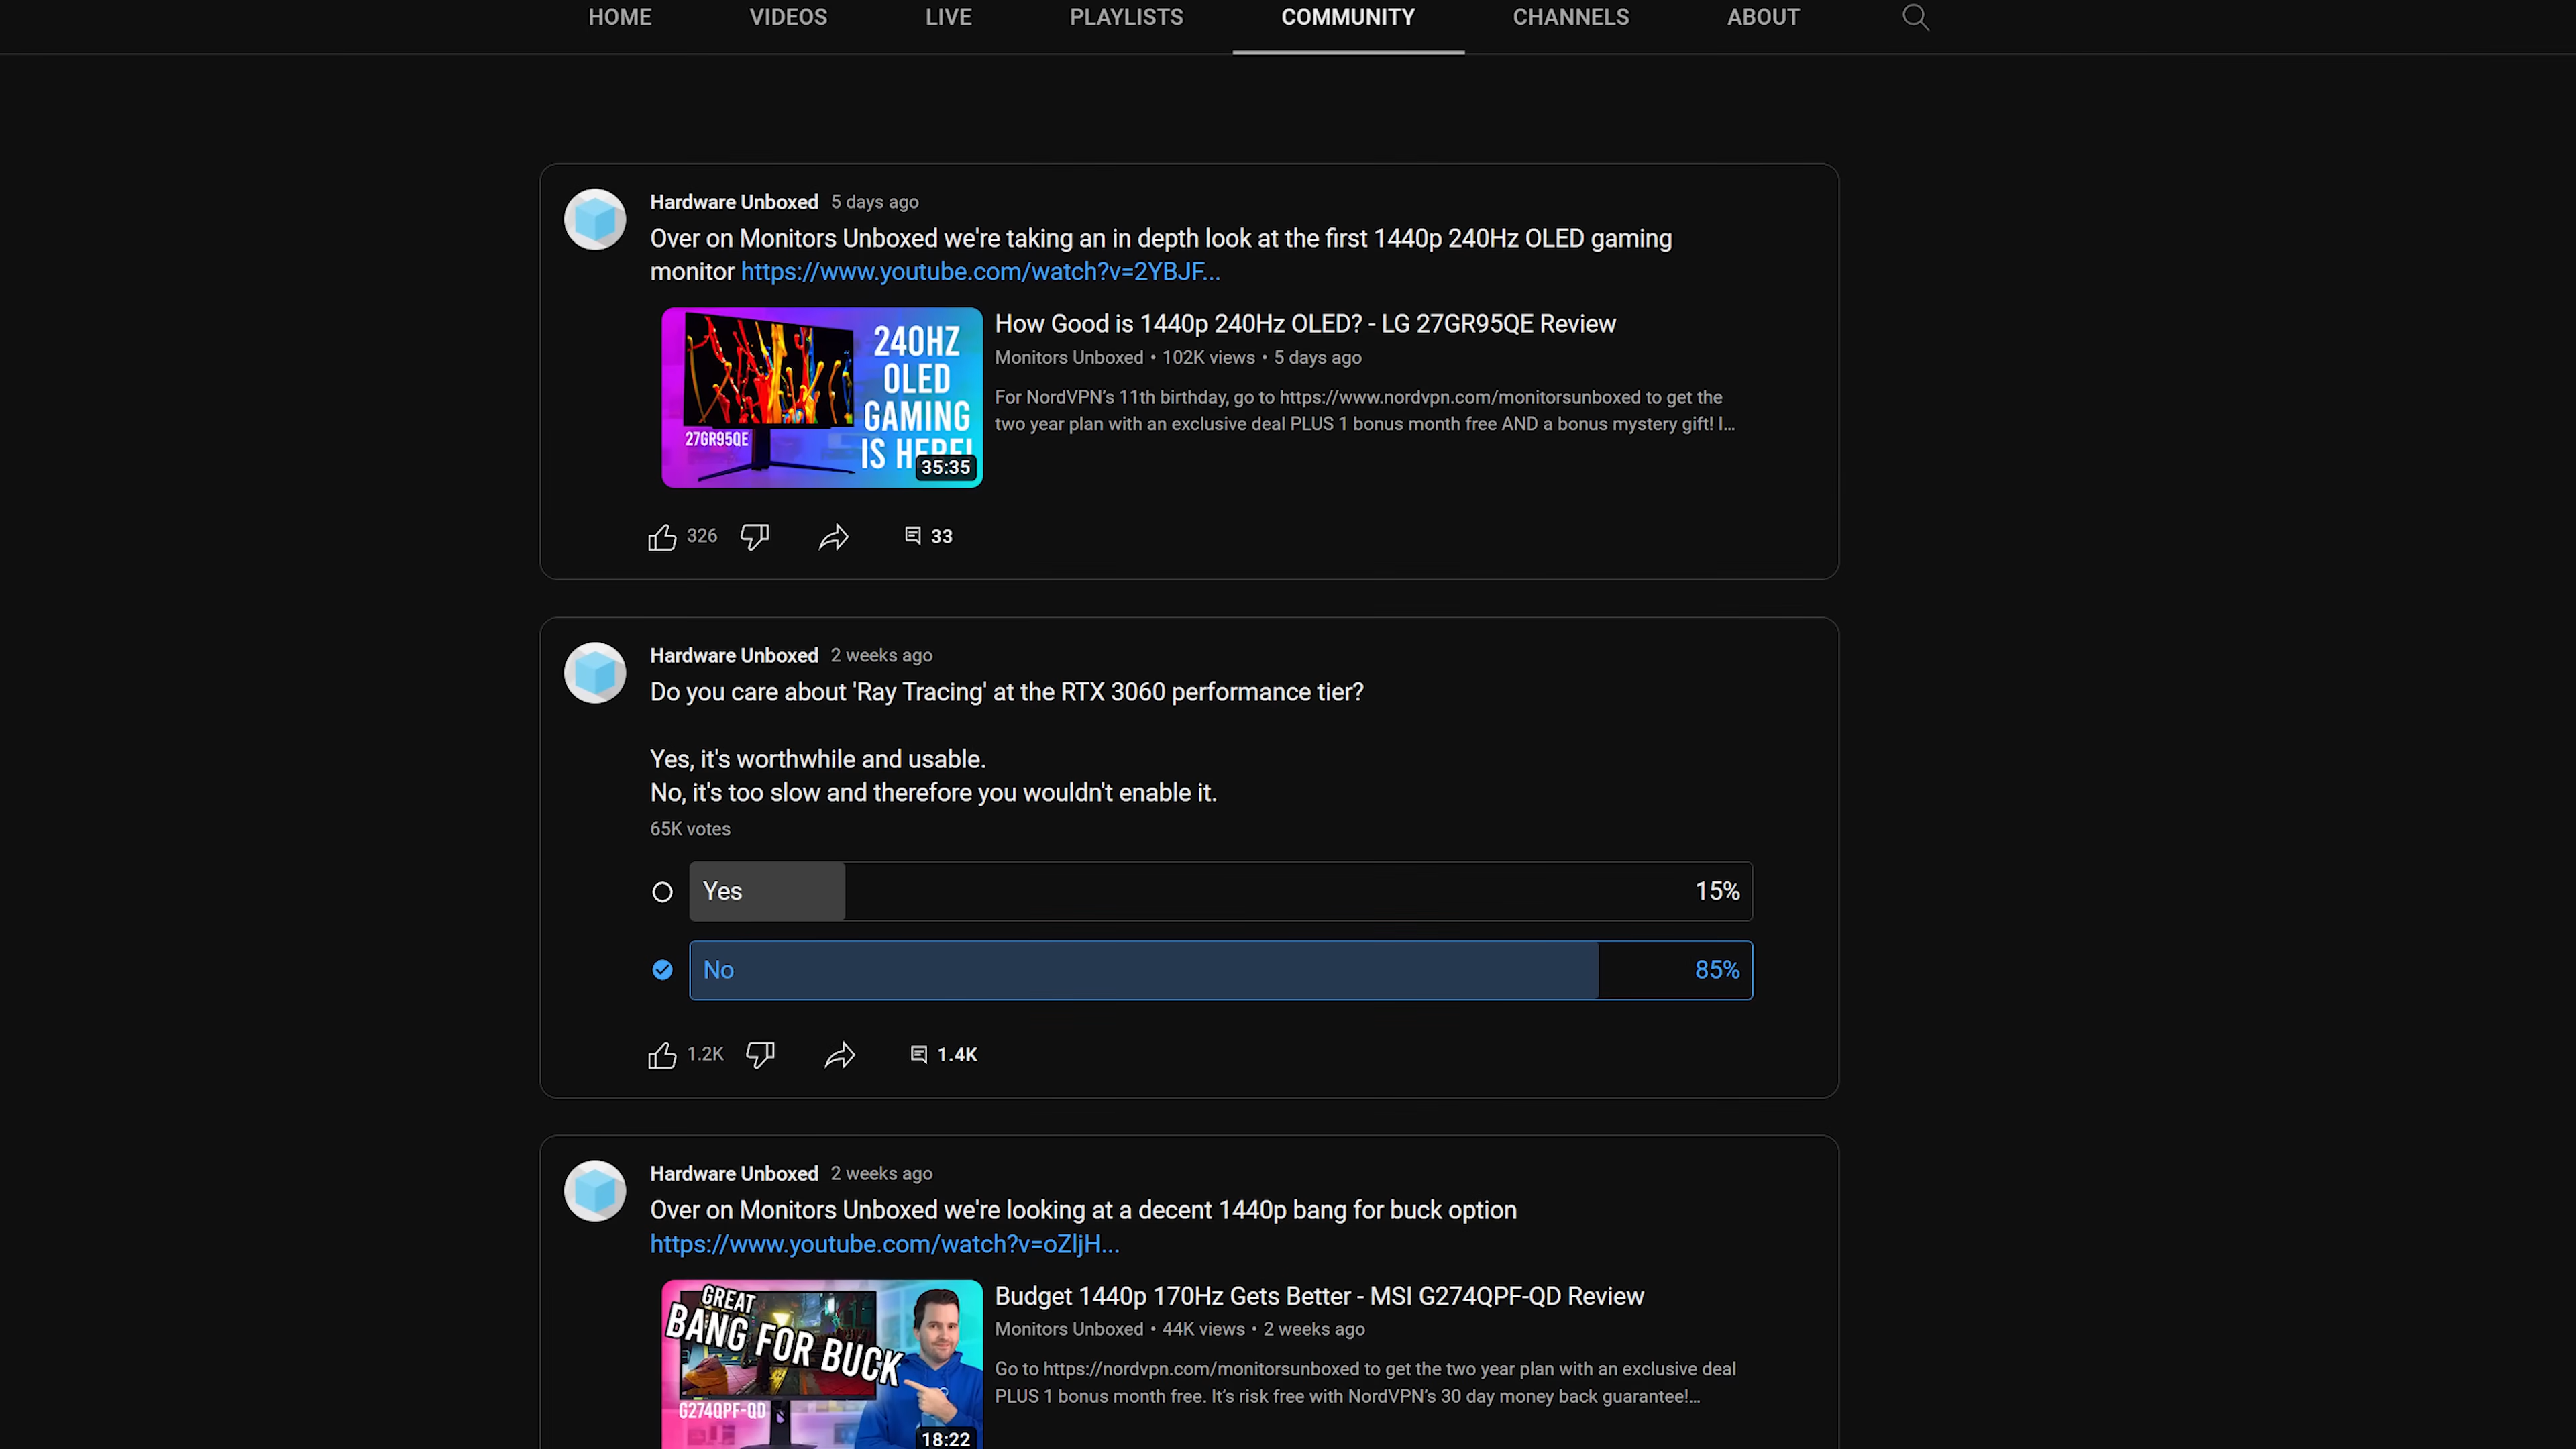 HOME VIDEOS LIVE PLAYLISTS COMMUNITY CHANNELS ABOUT
Hardware Unboxed 5 days ago
Over on Monitors Unboxed we're taking an in depth look at the first 1440p 240Hz OLED gaming
monitor https://www.youtube.com/watch?v=2YBJF...
240HZ
OLED
GAMING
IS HERE!
27GR95QE
35:35
How Good is 1440p 240Hz OLED? - LG 27GR95QE Review
Monitors Unboxed • 102K views • 5 days ago
For NordVPN's 11th birthday, go to https://www.nordvpn.com/monitorsunboxed to get the
two year plan with an exclusive deal PLUS 1 bonus month free AND a bonus mystery gift! I...
326 33
Hardware Unboxed 2 weeks ago
Do you care about 'Ray Tracing' at the RTX 3060 performance tier?
Yes, it's worthwhile and usable.
No, it's too slow and therefore you wouldn't enable it.
65K votes
Yes 15%
No 85%
1.2K 1.4K
Hardware Unboxed 2 weeks ago
Over on Monitors Unboxed we're looking at a decent 1440p bang for buck option
https://www.youtube.com/watch?v=oZljH...
GREAT
BANG FOR BUCK
G274QPF-QD
18:22
Budget 1440p 170Hz Gets Better - MSI G274QPF-QD Review
Monitors Unboxed • 44K views • 2 weeks ago
Go to https://nordvpn.com/monitorsunboxed to get the two year plan with an exclusive deal
PLUS 1 bonus month free. It's risk free with NordVPN's 30 day money back guarantee!...